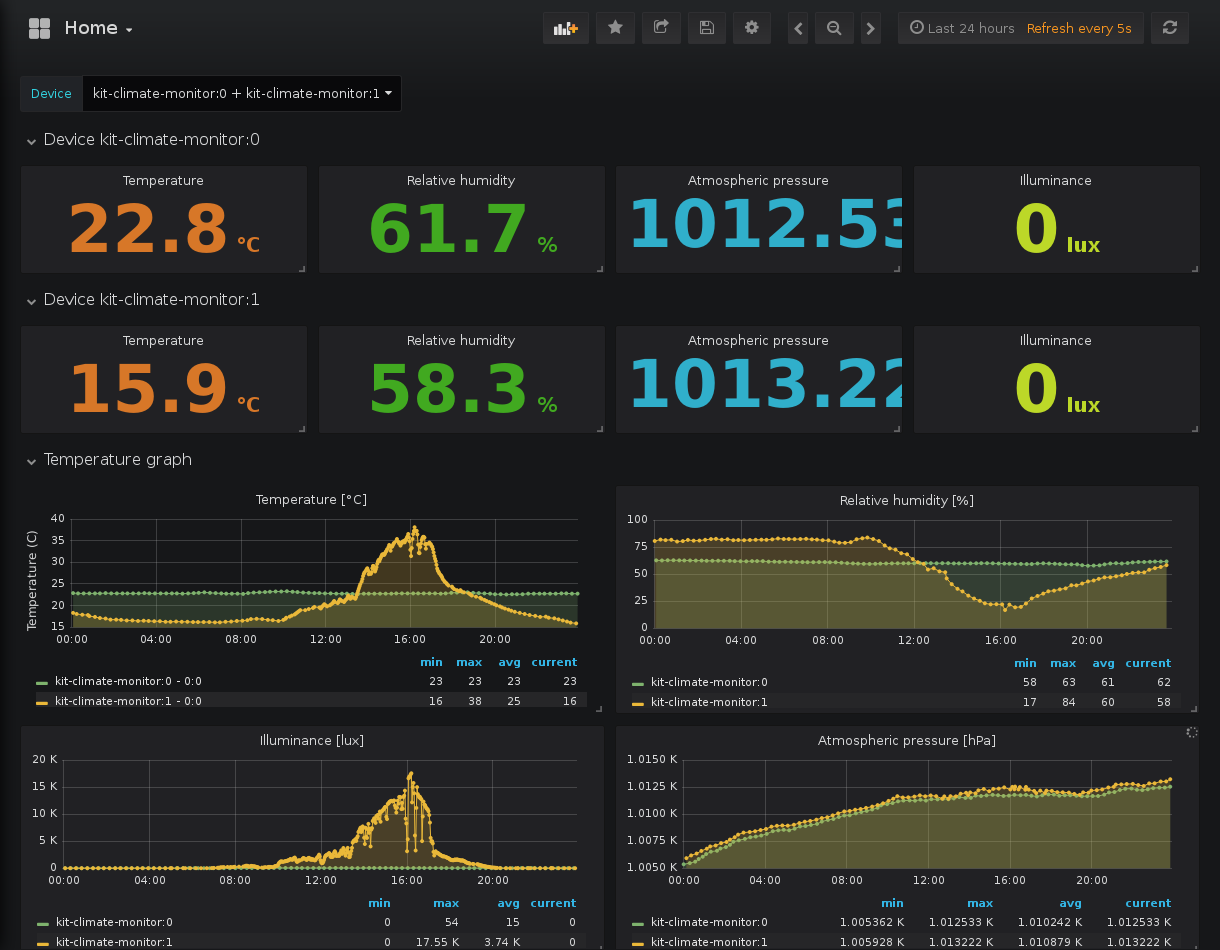 Home
Last 24 hours Refresh every 5s
Device kit-climate-monitor:0 + kit-climate-monitor:1
Device kit-climate-monitor:0
Temperature Relative humidity Atmospheric pressure Illuminance
22.8 °C 61.7 % 1012.53 0 lux
Device kit-climate-monitor:1
Temperature Relative humidity Atmospheric pressure Illuminance
15.9 °C 58.3 % 1013.22 0 lux
Temperature graph
Temperature [°C]
Temperature (C)
40
35
30
25
20
15
00:00 04:00 08:00 12:00 16:00 20:00
min max avg current
kit-climate-monitor:0 - 0:0 23 23 23 23
kit-climate-monitor:1 - 0:0 16 38 25 16
Relative humidity [%]
100
75
50
25
0
00:00 04:00 08:00 12:00 16:00 20:00
min max avg current
kit-climate-monitor:0 58 63 61 62
kit-climate-monitor:1 17 84 60 58
Illuminance [lux]
20 K
15 K
10 K
5 K
0
00:00 04:00 08:00 12:00 16:00 20:00
min max avg current
kit-climate-monitor:0 0 54 15 0
kit-climate-monitor:1 0 17.55 K 3.74 K 0
Atmospheric pressure [hPa]
1.0150 K
1.0125 K
1.0100 K
1.0075 K
1.0050 K
00:00 04:00 08:00 12:00 16:00 20:00
min max avg current
kit-climate-monitor:0 1.005362 K 1.012533 K 1.010242 K 1.012533 K
kit-climate-monitor:1 1.005928 K 1.013222 K 1.010879 K 1.013222 K